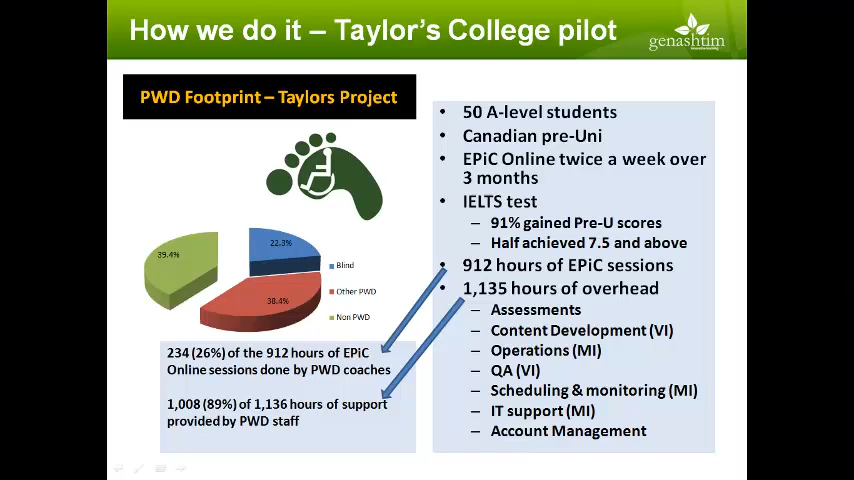 How we do it – Taylor's College pilot
genashtim
PWD Footprint – Taylors Project
22.3%
39.4%
38.4%
Blind
Other PWD
Non PWD
234 (26%) of the 912 hours of EPiC
Online sessions done by PWD coaches
1,008 (89%) of 1,136 hours of support
provided by PWD staff
• 50 A-level students
• Canadian pre-Uni
• EPiC Online twice a week over
3 months
• IELTS test
– 91% gained Pre-U scores
– Half achieved 7.5 and above
• 912 hours of EPiC sessions
• 1,135 hours of overhead
– Assessments
– Content Development (VI)
– Operations (MI)
– QA (VI)
– Scheduling & monitoring (MI)
– IT support (MI)
– Account Management